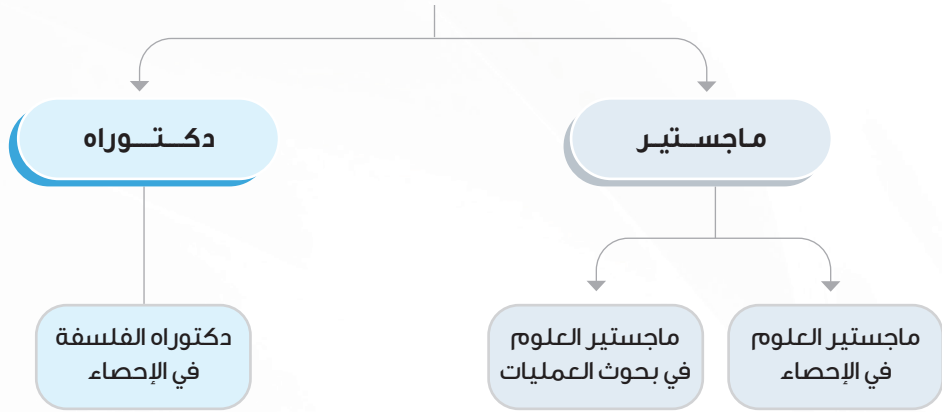 ماجستير
دكتوراه
ماجستير العلوم
في الإحصاء
ماجستير العلوم
في بحوث العمليات
دكتوراه الفلسفة
في الإحصاء